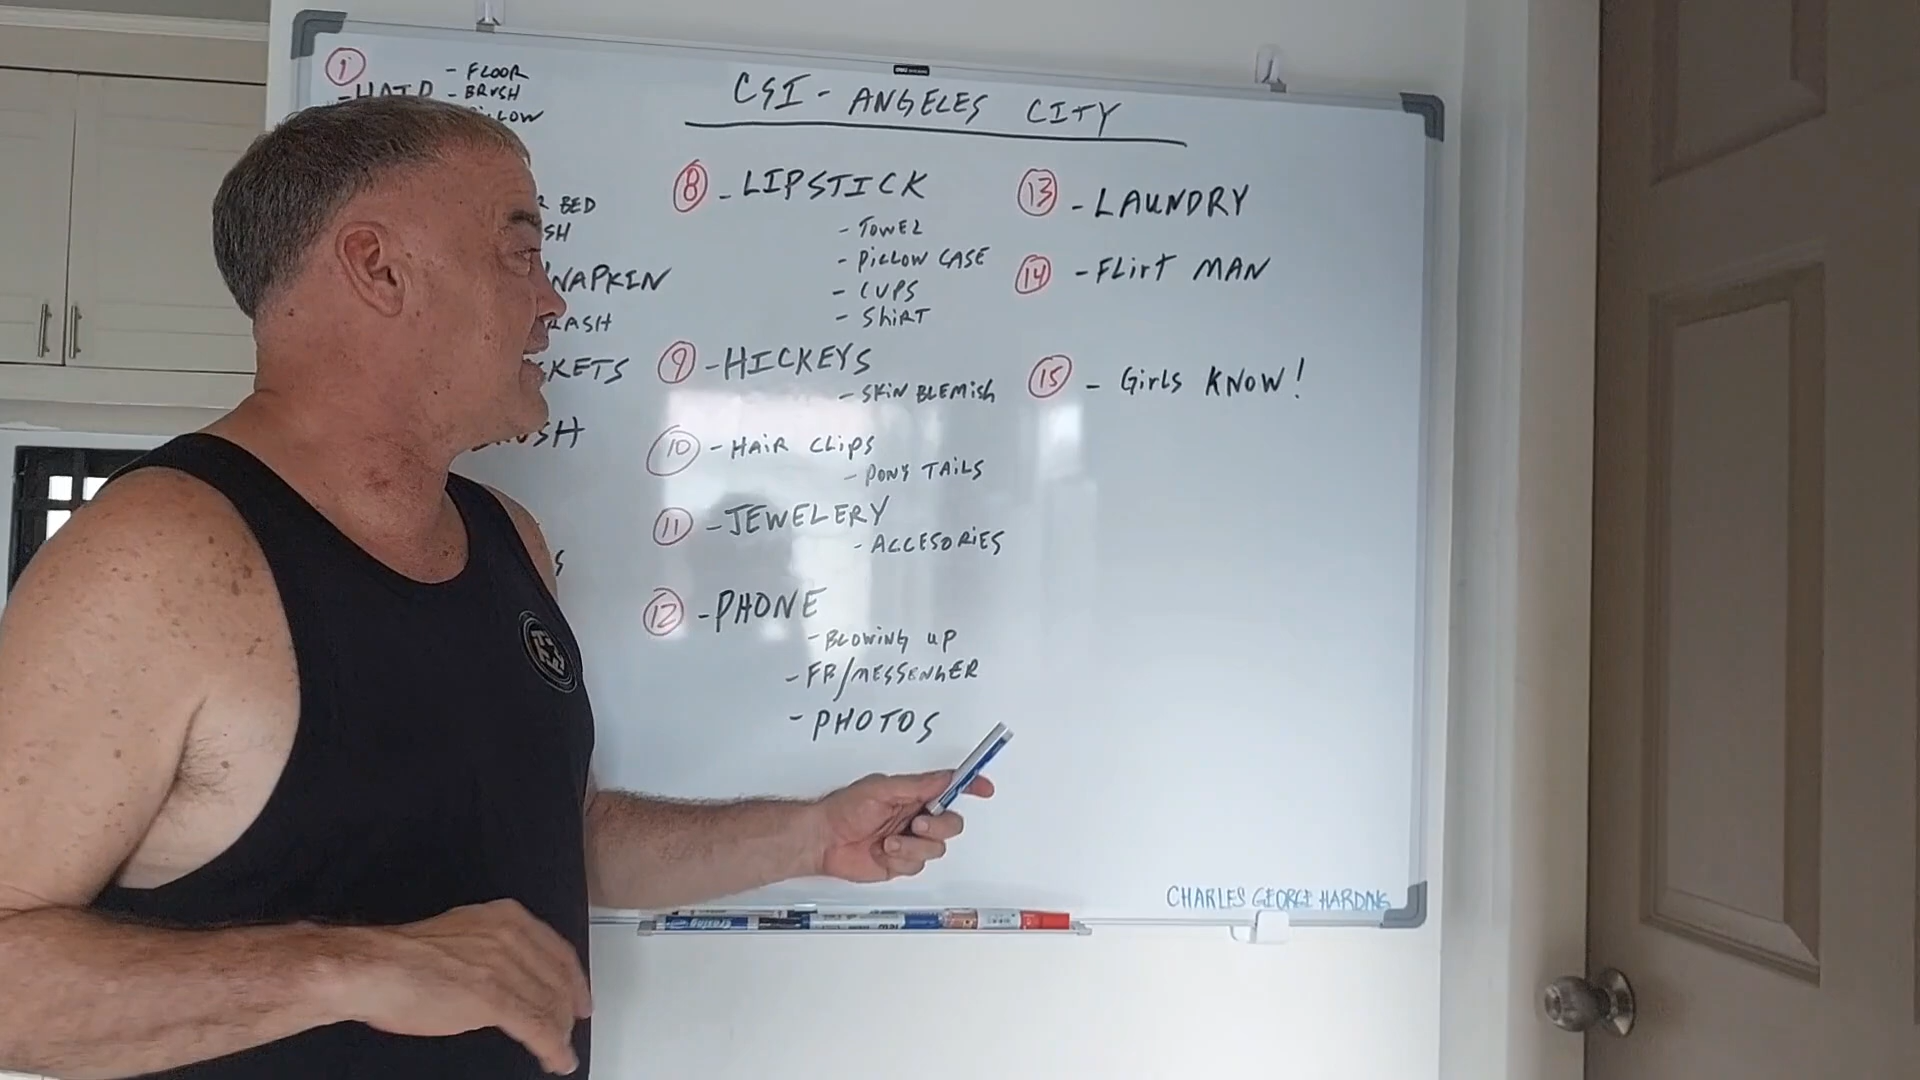 CSI - ANGELES CITY
1
- FLOOR
- BRUSH
BED
NAPKIN
8 - LIPSTICK
- TOWEL
- PILLOW CASE
- CUPS
- SHIRT
9 - HICKEYS
- SKIN BLEMISH
10 - HAIR CLIPS
- PONY TAILS
11 - JEWELERY
- ACCESORIES
12 - PHONE
- BLOWING UP
- FB/MESSENGER
- PHOTOS
13 - LAUNDRY
14 - FLIRT MAN
15 - GIRLS KNOW!
CHARLES GEORGE HARDING